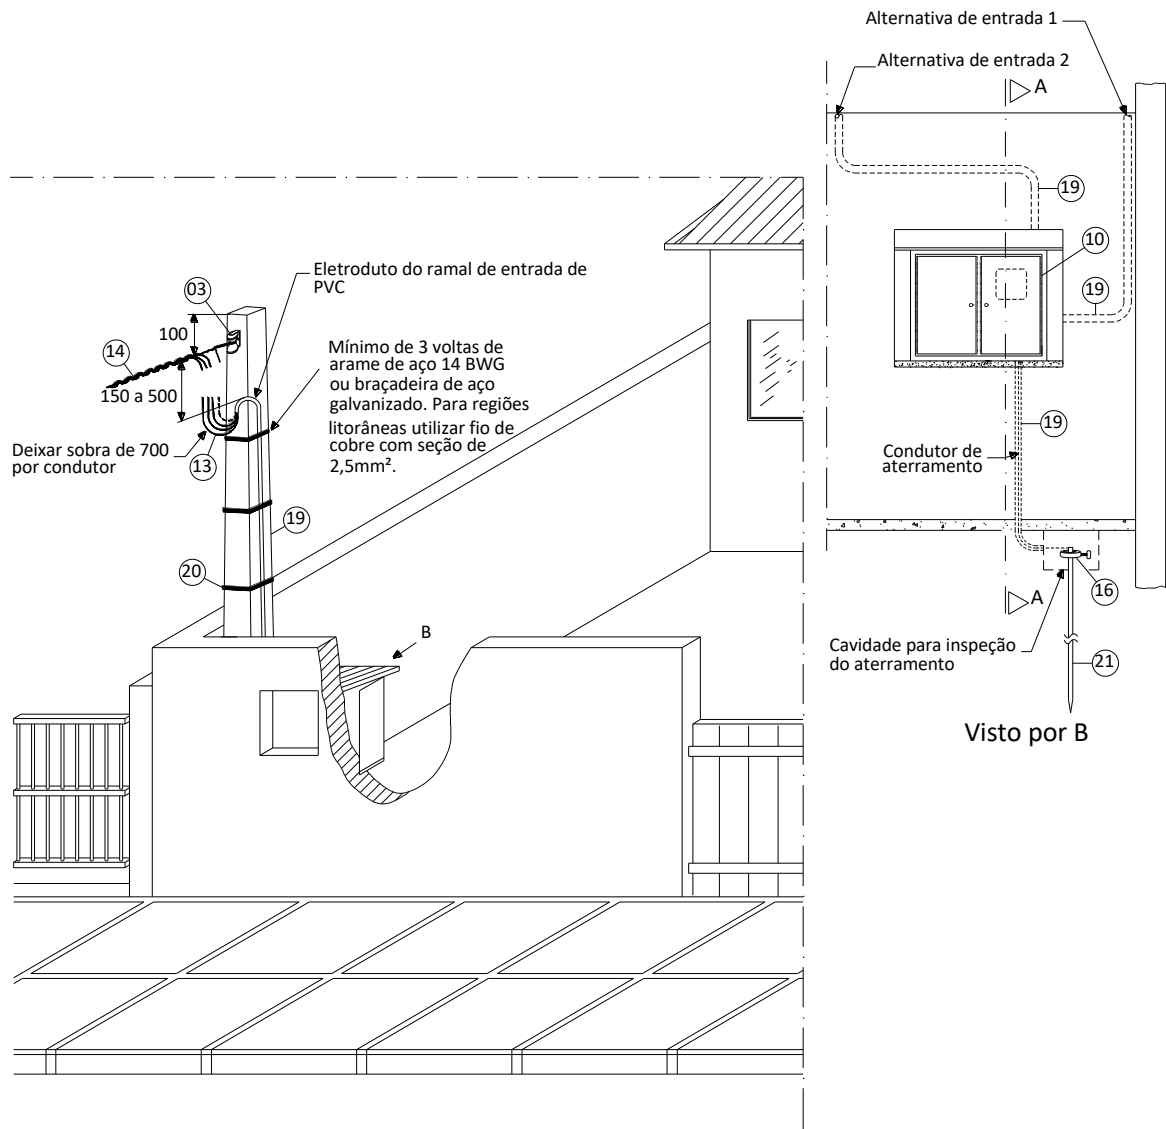 Alternativa de entrada 1
Alternativa de entrada 2
A
19
10
19
Eletroduto do ramal de entrada de
PVC
03
100
14
150 a 500
Mínimo de 3 voltas de
arame de aço 14 BWG
ou braçadeira de aço
galvanizado. Para regiões
litorâneas utilizar fio de
cobre com seção de
2,5mm².
Deixar sobra de 700
por condutor
13
19
20
B
19
Condutor de
aterramento
A
16
Cavidade para inspeção
do aterramento
21
Visto por B